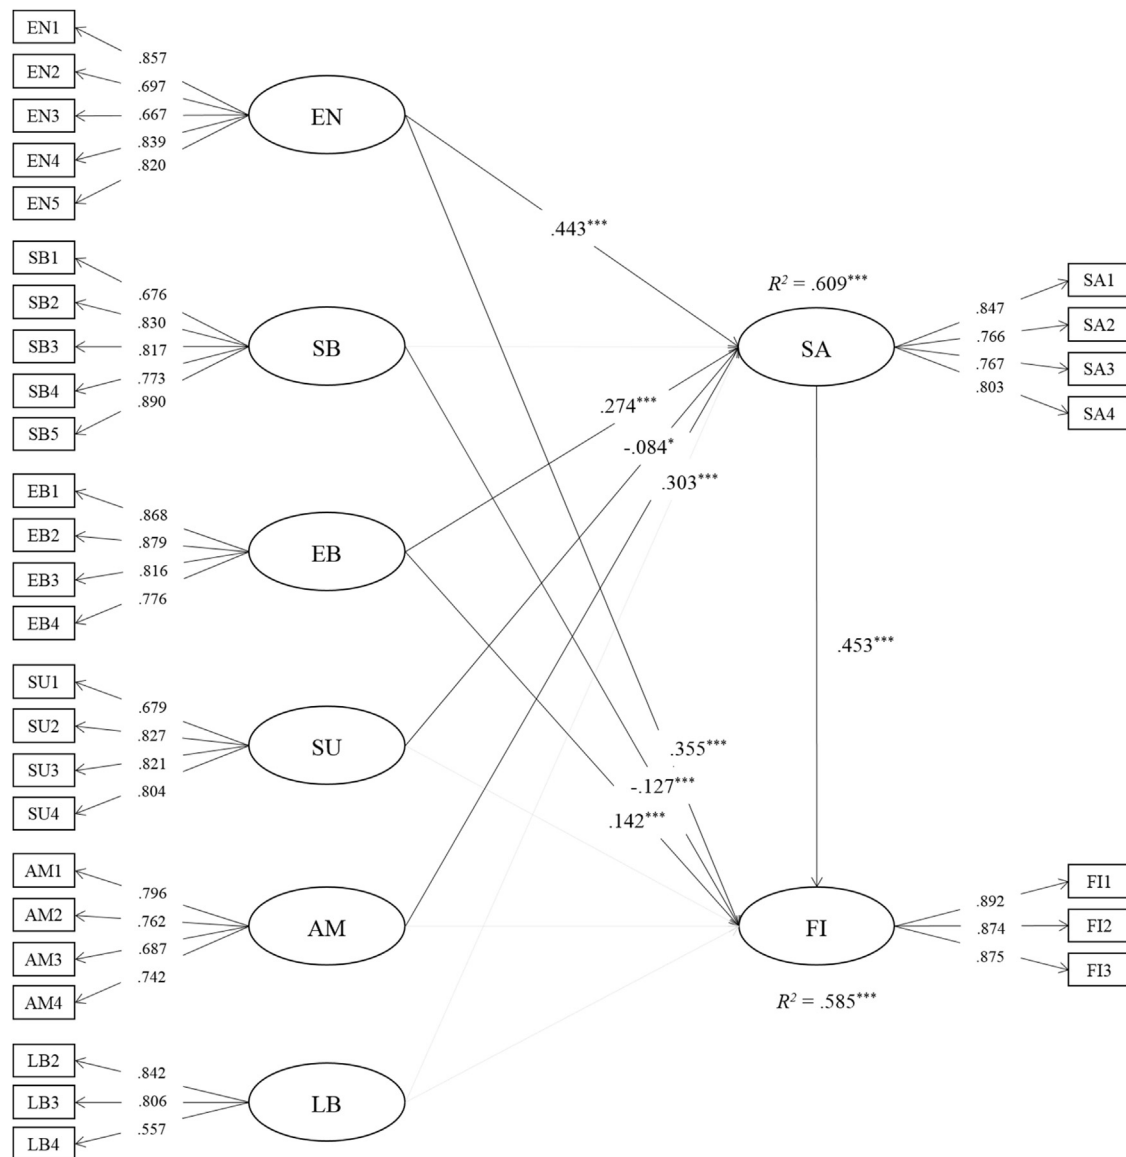 EN1
EN2
EN3
EN4
EN5
.857
.697
.667
.839
.820
EN
SB1
SB2
SB3
SB4
SB5
.676
.830
.817
.773
.890
SB
EB1
EB2
EB3
EB4
.868
.879
.816
.776
EB
SU1
SU2
SU3
SU4
.679
.827
.821
.804
SU
AM1
AM2
AM3
AM4
.796
.762
.687
.742
AM
LB2
LB3
LB4
.842
.806
.557
LB
.443***
.274***
-.084*
.303***
.355***
-.127***
.142***
R² = .609***
SA
.847
.766
.767
.803
SA1
SA2
SA3
SA4
.453***
FI
R² = .585***
.892
.874
.875
FI1
FI2
FI3